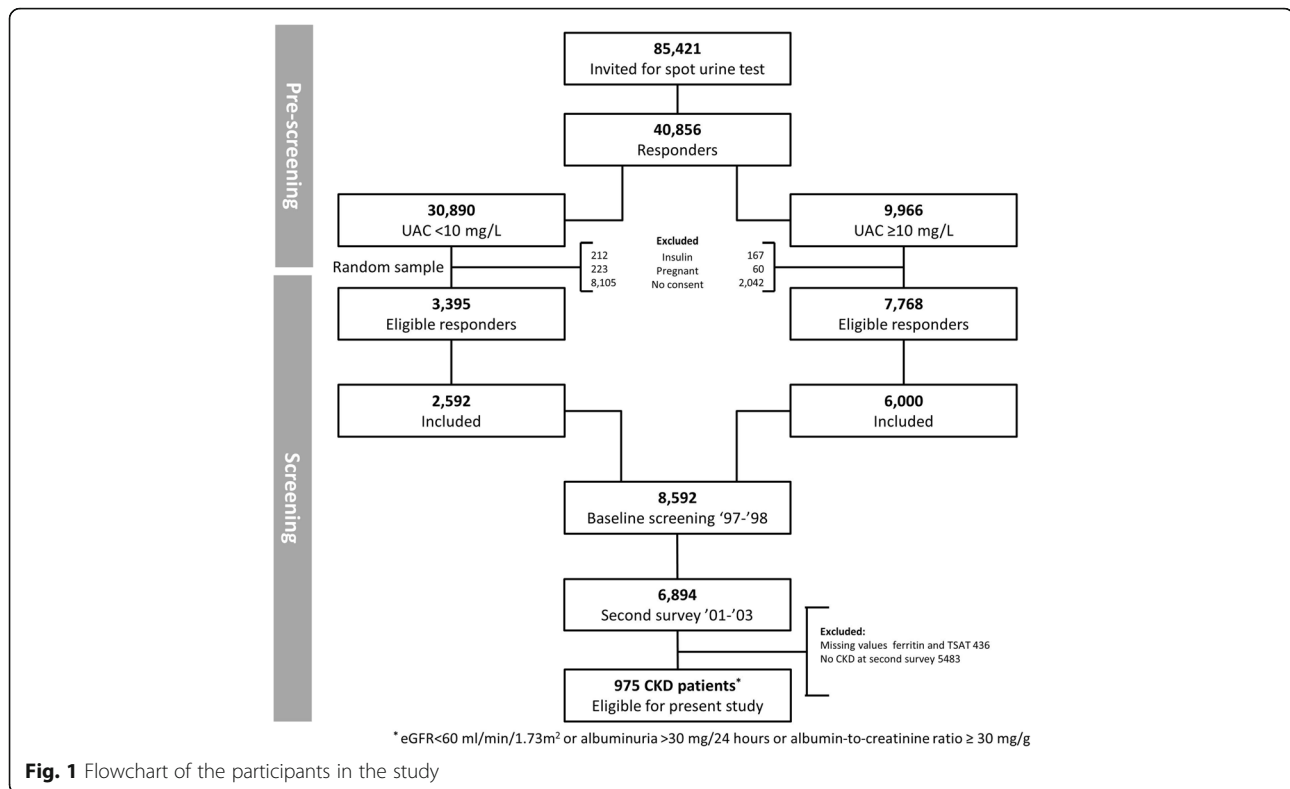 Pre-screening
85,421
Invited for spot urine test
40,856
Responders
30,890
UAC <10 mg/L
9,966
UAC ≥10 mg/L
Random sample
Excluded
212 Insulin 167
223 Pregnant 60
8,105 No consent 2,042
Screening
3,395
Eligible responders
7,768
Eligible responders
2,592
Included
6,000
Included
8,592
Baseline screening ‘97-’98
6,894
Second survey ’01-’03
Excluded:
Missing values ferritin and TSAT 436
No CKD at second survey 5483
975 CKD patients*
Eligible for present study
* eGFR<60 ml/min/1.73m² or albuminuria >30 mg/24 hours or albumin-to-creatinine ratio ≥ 30 mg/g
Fig. 1 Flowchart of the participants in the study